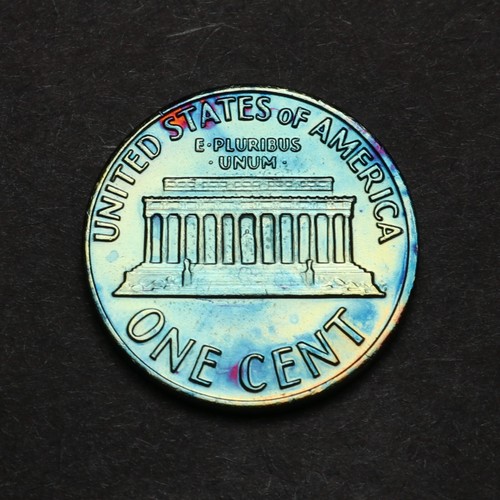 UNITED STATES of AMERICA
E·PLURIBUS
·UNUM·
ONE CENT